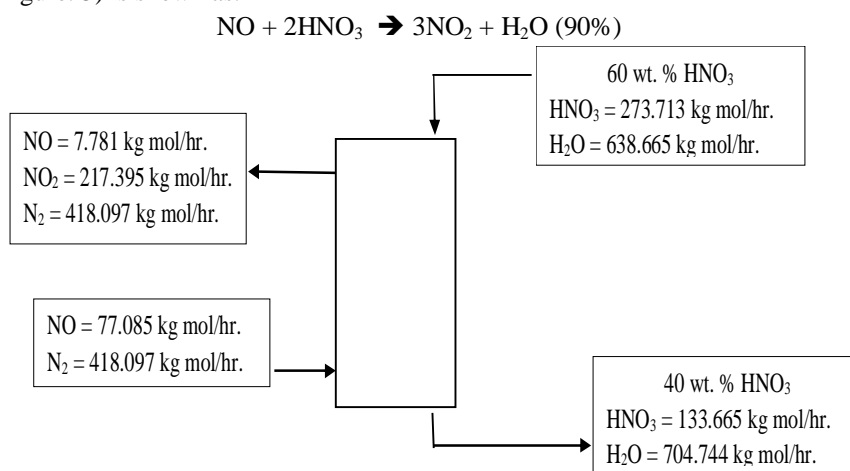 NO + 2HNO₃ ➔ 3NO₂ + H₂O (90%)
60 wt. % HNO₃
HNO₃ = 273.713 kg mol/hr.
H₂O = 638.665 kg mol/hr.
NO = 7.781 kg mol/hr.
NO₂ = 217.395 kg mol/hr.
N₂ = 418.097 kg mol/hr.
NO = 77.085 kg mol/hr.
N₂ = 418.097 kg mol/hr.
40 wt. % HNO₃
HNO₃ = 133.665 kg mol/hr.
H₂O = 704.744 kg mol/hr.